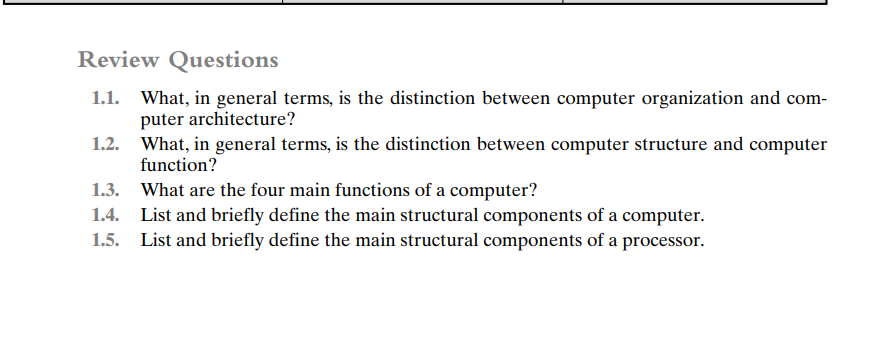 Review Questions
1.1. What, in general terms, is the distinction between computer organization and com-
puter architecture?
1.2. What, in general terms, is the distinction between computer structure and computer
function?
1.3. What are the four main functions of a computer?
1.4. List and briefly define the main structural components of a computer.
1.5. List and briefly define the main structural components of a processor.